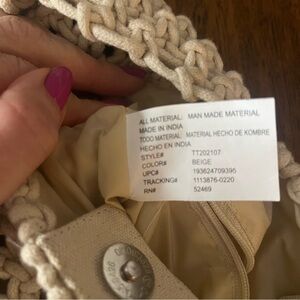 ALL MATERIAL: MAN MADE MATERIAL
MADE IN INDIA
TODO MATERIAL: MATERIAL HECHO DE KOMBRE
HECHO EN INDIA
STYLE# TT202107
COLOR# BEIGE
UPC# 193624709395
TRACKING# 1113876-0220
RN# 52469